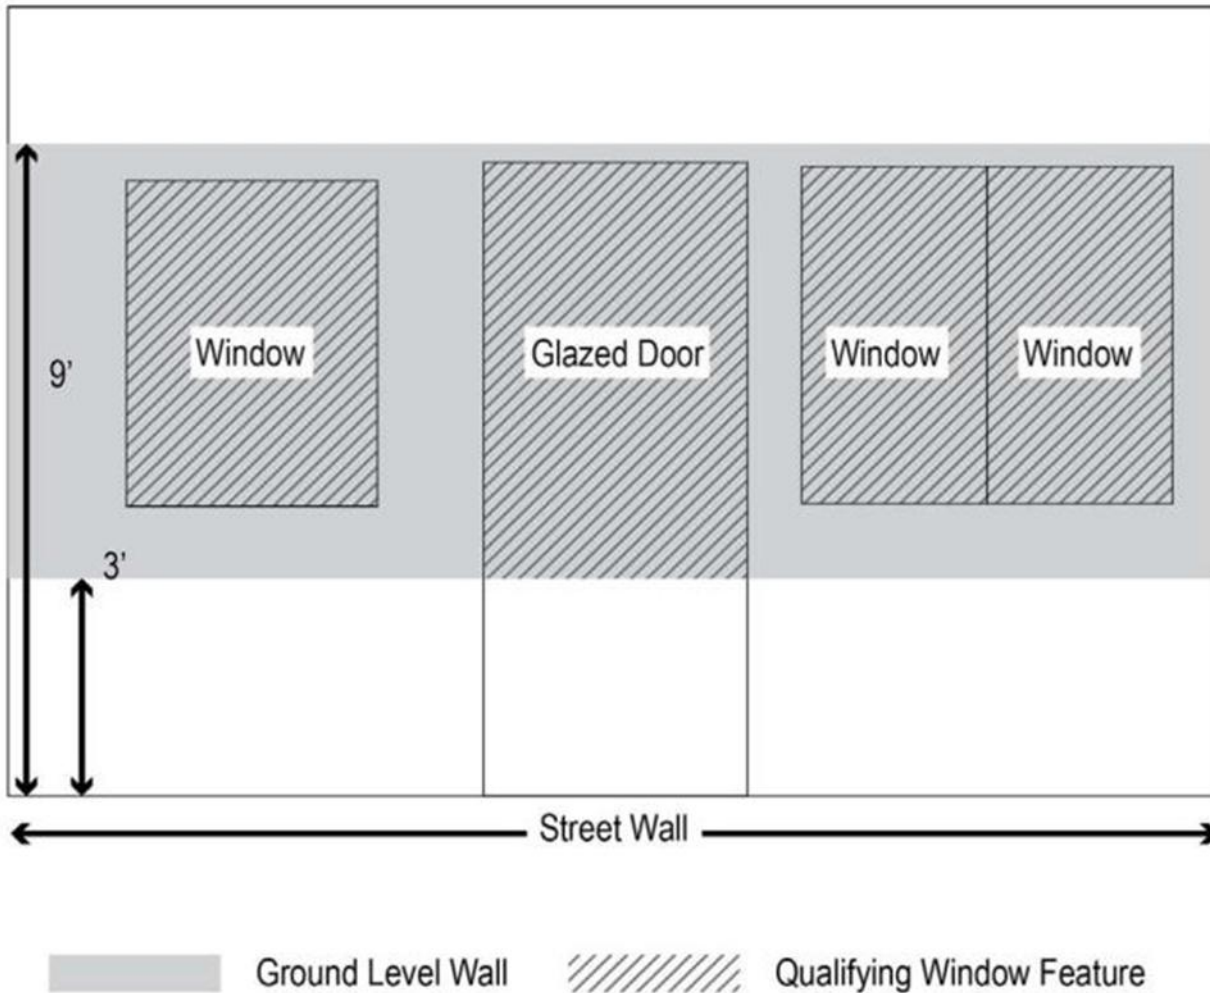 Window
Glazed Door
Window
Window
9’
3’
Street Wall
Ground Level Wall
Qualifying Window Feature